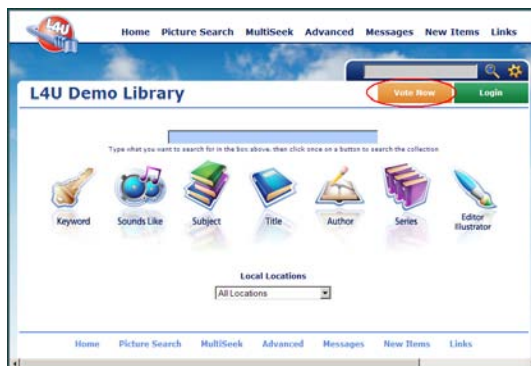 L4U
Home Picture Search MultiSeek Advanced Messages New Items Links
L4U Demo Library
Vote Now Login
Type what you want to search for in the box above, then click once on a button to search the collection
Keyword Sounds Like Subject Title Author Series Editor Illustrator
Local Locations
All Locations
Home Picture Search MultiSeek Advanced Messages New Items Links